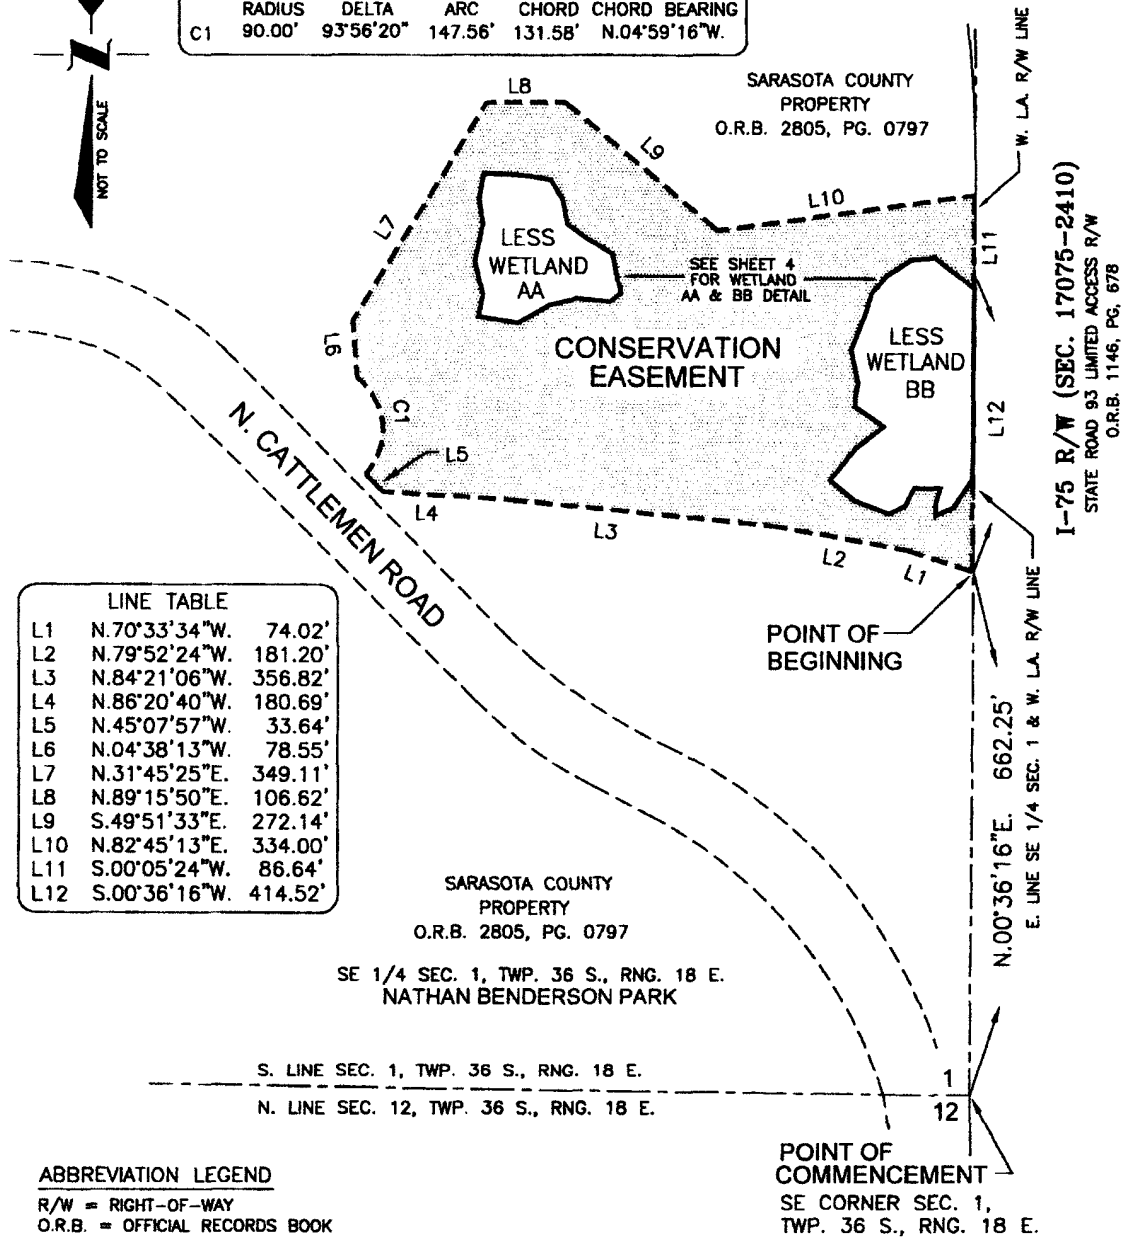 RADIUS DELTA ARC CHORD CHORD BEARING
C1 90.00' 93°56'20" 147.56' 131.58' N.04°59'16"W.
NOT TO SCALE
SARASOTA COUNTY
PROPERTY
O.R.B. 2805, PG. 0797
W. LA. R/W LINE
L8
L9
L10
L7
L11
LESS
WETLAND
AA
SEE SHEET 4
FOR WETLAND
AA & BB DETAIL
I-75 R/W (SEC. 17075-2410)
STATE ROAD 93 LIMITED ACCESS R/W
O.R.B. 1146, PG. 678
L6
CONSERVATION
EASEMENT
LESS
WETLAND
BB
L12
C1
L5
N. CATTLEMEN ROAD
L4
L3
L2
L1
POINT OF
BEGINNING
LINE TABLE
L1 N.70°33'34"W. 74.02'
L2 N.79°52'24"W. 181.20'
L3 N.84°21'06"W. 356.82'
L4 N.86°20'40"W. 180.69'
L5 N.45°07'57"W. 33.64'
L6 N.04°38'13"W. 78.55'
L7 N.31°45'25"E. 349.11'
L8 N.89°15'50"E. 106.62'
L9 S.49°51'33"E. 272.14'
L10 N.82°45'13"E. 334.00'
L11 S.00°05'24"W. 86.64'
L12 S.00°36'16"W. 414.52'
N.00°36'16"E. 662.25'
E. LINE SE 1/4 SEC. 1 & W. LA. R/W LINE
SARASOTA COUNTY
PROPERTY
O.R.B. 2805, PG. 0797
SE 1/4 SEC. 1, TWP. 36 S., RNG. 18 E.
NATHAN BENDERSON PARK
S. LINE SEC. 1, TWP. 36 S., RNG. 18 E.
1
N. LINE SEC. 12, TWP. 36 S., RNG. 18 E.
12
POINT OF
COMMENCEMENT
SE CORNER SEC. 1,
TWP. 36 S., RNG. 18 E.
ABBREVIATION LEGEND
R/W = RIGHT-OF-WAY
O.R.B. = OFFICIAL RECORDS BOOK